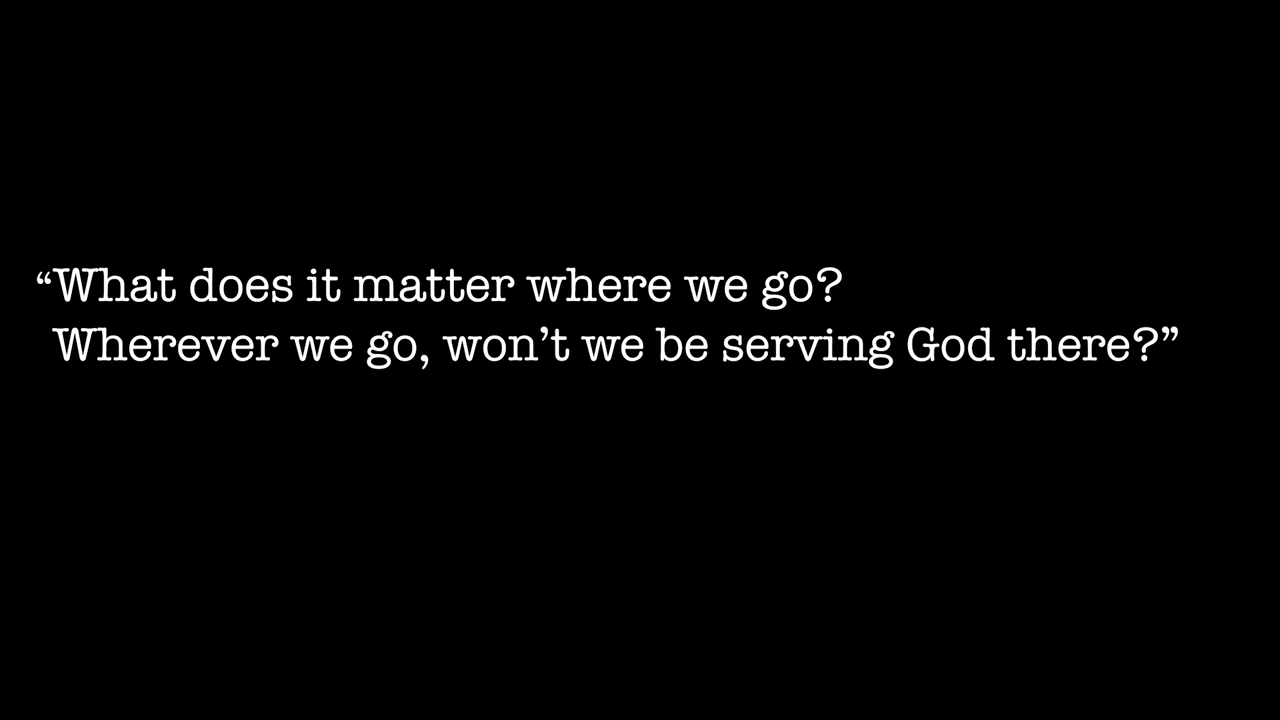 “What does it matter where we go?
Wherever we go, won’t we be serving God there?”